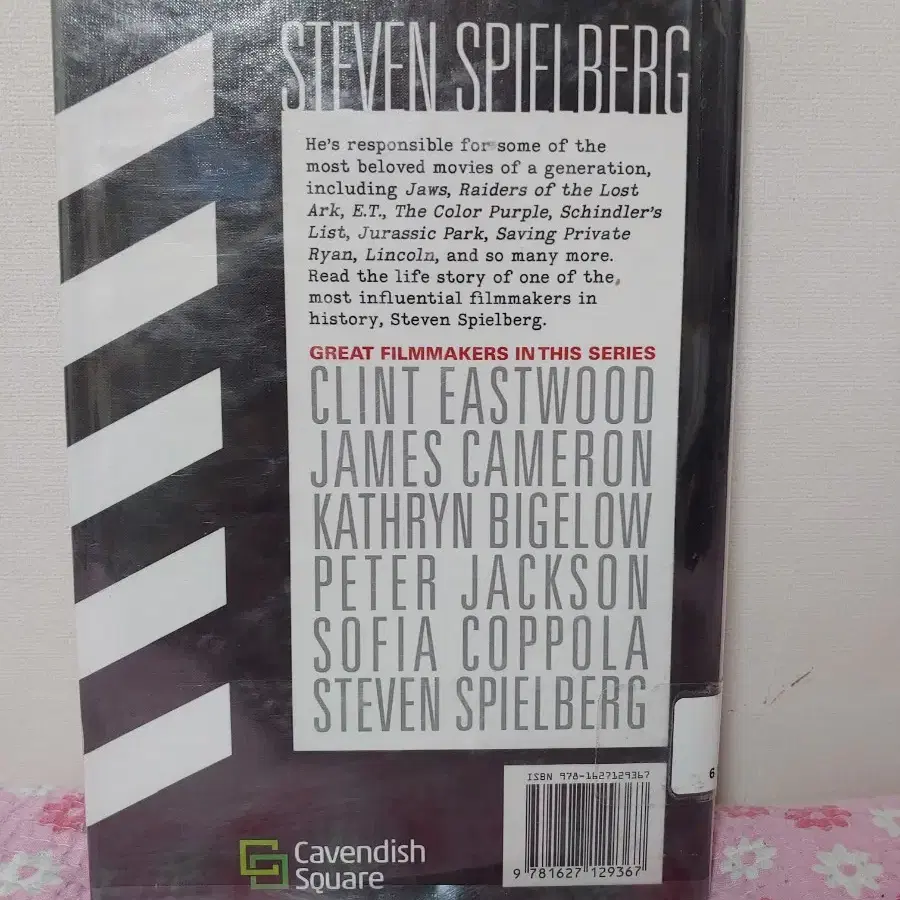 STEVEN SPIELBERG
He's responsible for some of the
most beloved movies of a generation,
including Jaws, Raiders of the Lost
Ark, E.T., The Color Purple, Schindler's
List, Jurassic Park, Saving Private
Ryan, Lincoln, and so many more.
Read the life story of one of the
most influential filmmakers in
history, Steven Spielberg.
GREAT FILMMAKERS IN THIS SERIES
CLINT EASTWOOD
JAMES CAMERON
KATHRYN BIGELOW
PETER JACKSON
SOFIA COPPOLA
STEVEN SPIELBERG
6
ISBN 978-1627129367
9 781627 129367
Cavendish
Square